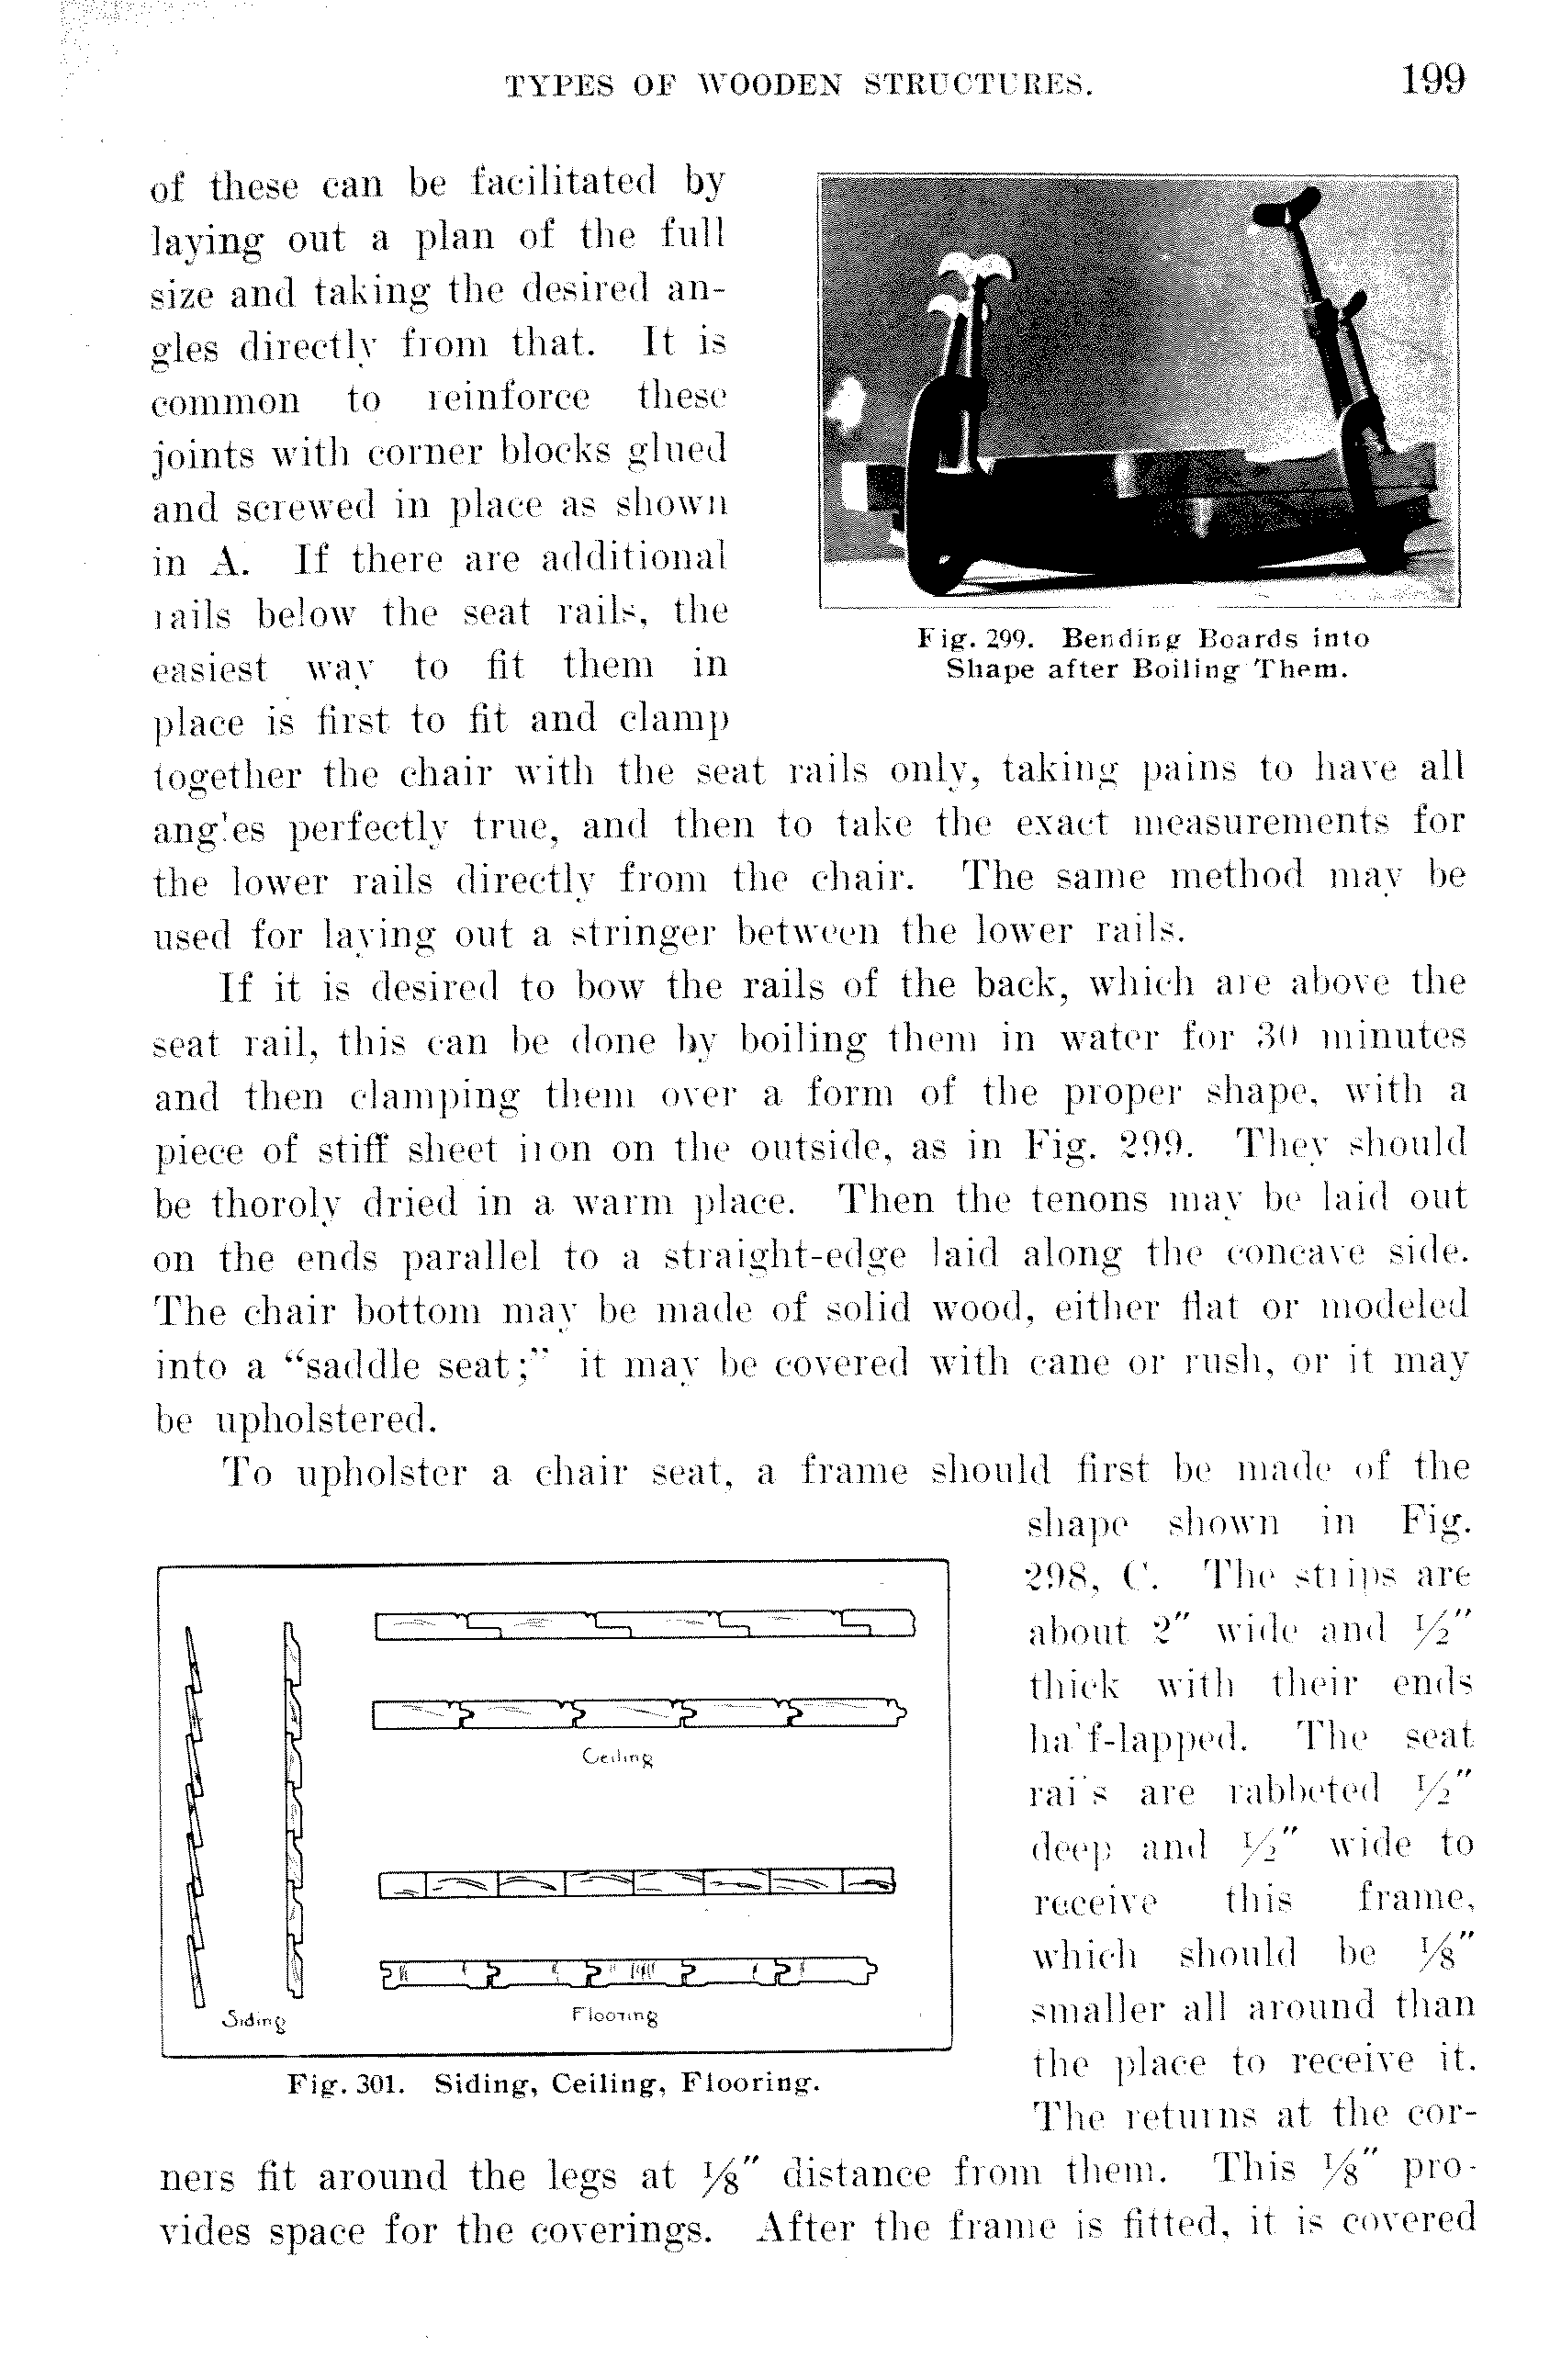 TYPES OF WOODEN STRUCTURES. 199
of these can be facilitated by
laying out a plan of the full
size and taking the desired an-
gles directly from that. It is
common to reinforce these
joints with corner blocks glued
and screwed in place as shown
in A. If there are additional
rails below the seat rails, the
easiest way to fit them in
place is first to fit and clamp
Fig. 299. Bending Boards into
Shape after Boiling Them.
together the chair with the seat rails only, taking pains to have all
angles perfectly true, and then to take the exact measurements for
the lower rails directly from the chair. The same method may be
used for laying out a stringer between the lower rails.
If it is desired to bow the rails of the back, which are above the
seat rail, this can be done by boiling them in water for 30 minutes
and then clamping them over a form of the proper shape, with a
piece of stiff sheet iron on the outside, as in Fig. 299. They should
be thoroly dried in a warm place. Then the tenons may be laid out
on the ends parallel to a straight-edge laid along the concave side.
The chair bottom may be made of solid wood, either flat or modeled
into a “saddle seat;” it may be covered with cane or rush, or it may
be upholstered.
To upholster a chair seat, a frame should first be made of the
shape shown in Fig.
298, C. The strips are
about 2″ wide and ½″
thick with their ends
half-lapped. The seat
rails are rabbeted ½″
deep and ½″ wide to
receive this frame,
which should be ⅛″
smaller all around than
the place to receive it.
The returns at the cor-
Ceiling
Siding
Flooring
Fig. 301. Siding, Ceiling, Flooring.
ners fit around the legs at ⅛″ distance from them. This ⅛″ pro-
vides space for the coverings. After the frame is fitted, it is covered